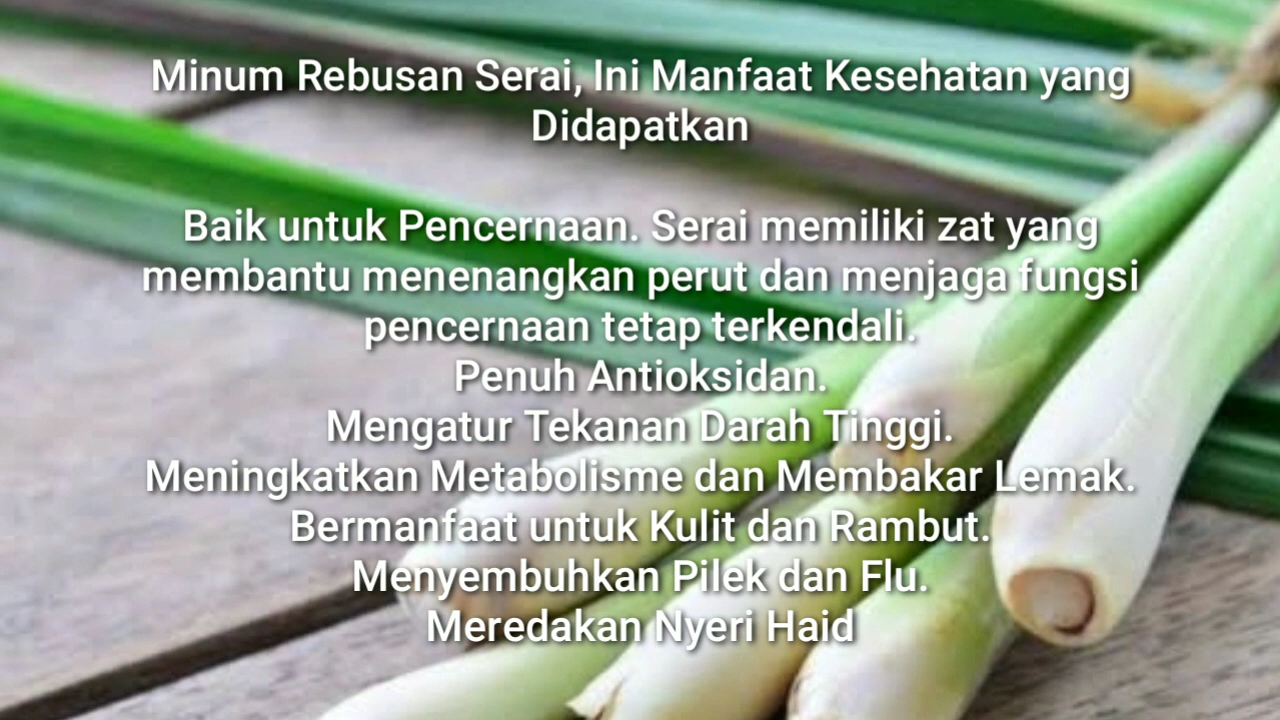 Minum Rebusan Serai, Ini Manfaat Kesehatan yang
Didapatkan
Baik untuk Pencernaan. Serai memiliki zat yang
membantu menenangkan perut dan menjaga fungsi
pencernaan tetap terkendali.
Penuh Antioksidan.
Mengatur Tekanan Darah Tinggi.
Meningkatkan Metabolisme dan Membakar Lemak.
Bermanfaat untuk Kulit dan Rambut.
Menyembuhkan Pilek dan Flu.
Meredakan Nyeri Haid